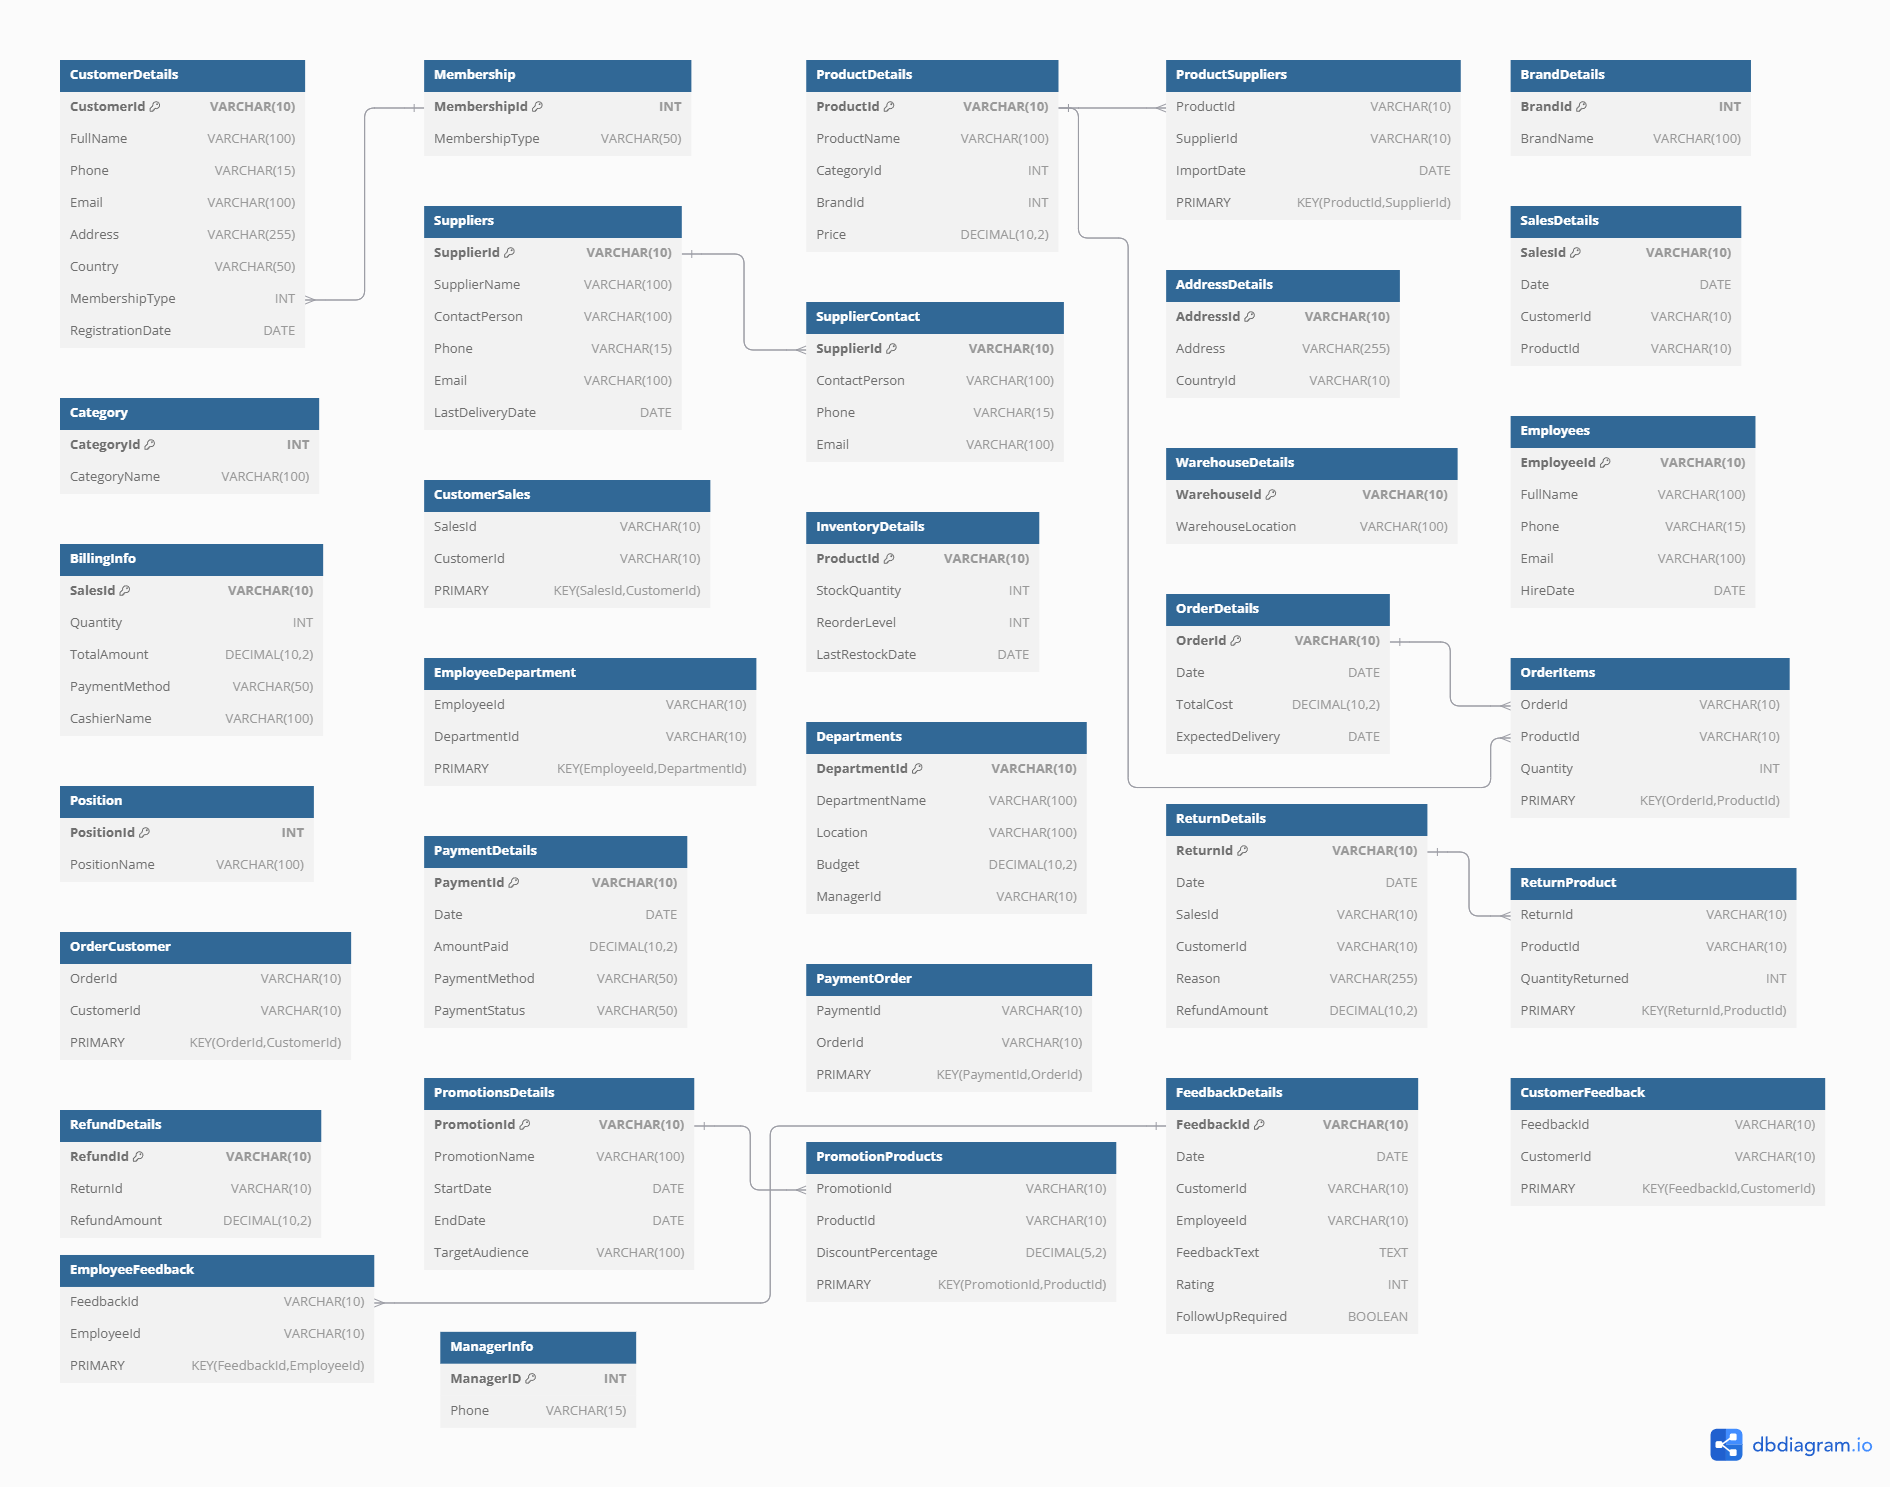 CustomerDetails
CustomerId VARCHAR(10)
FullName VARCHAR(100)
Phone VARCHAR(15)
Email VARCHAR(100)
Address VARCHAR(255)
Country VARCHAR(50)
MembershipType INT
RegistrationDate DATE
Category
CategoryId INT
CategoryName VARCHAR(100)
BillingInfo
SalesId VARCHAR(10)
Quantity INT
TotalAmount DECIMAL(10,2)
PaymentMethod VARCHAR(50)
CashierName VARCHAR(100)
Position
PositionId INT
PositionName VARCHAR(100)
OrderCustomer
OrderId VARCHAR(10)
CustomerId VARCHAR(10)
PRIMARY KEY(OrderId,CustomerId)
RefundDetails
RefundId VARCHAR(10)
ReturnId VARCHAR(10)
RefundAmount DECIMAL(10,2)
EmployeeFeedback
FeedbackId VARCHAR(10)
EmployeeId VARCHAR(10)
PRIMARY KEY(FeedbackId,EmployeeId)
Membership
MembershipId INT
MembershipType VARCHAR(50)
Suppliers
SupplierId VARCHAR(10)
SupplierName VARCHAR(100)
ContactPerson VARCHAR(100)
Phone VARCHAR(15)
Email VARCHAR(100)
LastDeliveryDate DATE
CustomerSales
SalesId VARCHAR(10)
CustomerId VARCHAR(10)
PRIMARY KEY(SalesId,CustomerId)
EmployeeDepartment
EmployeeId VARCHAR(10)
DepartmentId VARCHAR(10)
PRIMARY KEY(EmployeeId,DepartmentId)
PaymentDetails
PaymentId VARCHAR(10)
Date DATE
AmountPaid DECIMAL(10,2)
PaymentMethod VARCHAR(50)
PaymentStatus VARCHAR(50)
PromotionsDetails
PromotionId VARCHAR(10)
PromotionName VARCHAR(100)
StartDate DATE
EndDate DATE
TargetAudience VARCHAR(100)
ManagerInfo
ManagerID INT
Phone VARCHAR(15)
ProductDetails
ProductId VARCHAR(10)
ProductName VARCHAR(100)
CategoryId INT
BrandId INT
Price DECIMAL(10,2)
SupplierContact
SupplierId VARCHAR(10)
ContactPerson VARCHAR(100)
Phone VARCHAR(15)
Email VARCHAR(100)
InventoryDetails
ProductId VARCHAR(10)
StockQuantity INT
ReorderLevel INT
LastRestockDate DATE
Departments
DepartmentId VARCHAR(10)
DepartmentName VARCHAR(100)
Location VARCHAR(100)
Budget DECIMAL(10,2)
ManagerId VARCHAR(10)
PaymentOrder
PaymentId VARCHAR(10)
OrderId VARCHAR(10)
PRIMARY KEY(PaymentId,OrderId)
PromotionProducts
PromotionId VARCHAR(10)
ProductId VARCHAR(10)
DiscountPercentage DECIMAL(5,2)
PRIMARY KEY(PromotionId,ProductId)
ProductSuppliers
ProductId VARCHAR(10)
SupplierId VARCHAR(10)
ImportDate DATE
PRIMARY KEY(ProductId,SupplierId)
AddressDetails
AddressId VARCHAR(10)
Address VARCHAR(255)
CountryId VARCHAR(10)
WarehouseDetails
WarehouseId VARCHAR(10)
WarehouseLocation VARCHAR(100)
OrderDetails
OrderId VARCHAR(10)
Date DATE
TotalCost DECIMAL(10,2)
ExpectedDelivery DATE
ReturnDetails
ReturnId VARCHAR(10)
Date DATE
SalesId VARCHAR(10)
CustomerId VARCHAR(10)
Reason VARCHAR(255)
RefundAmount DECIMAL(10,2)
FeedbackDetails
FeedbackId VARCHAR(10)
Date DATE
CustomerId VARCHAR(10)
EmployeeId VARCHAR(10)
FeedbackText TEXT
Rating INT
FollowUpRequired BOOLEAN
BrandDetails
BrandId INT
BrandName VARCHAR(100)
SalesDetails
SalesId VARCHAR(10)
Date DATE
CustomerId VARCHAR(10)
ProductId VARCHAR(10)
Employees
EmployeeId VARCHAR(10)
FullName VARCHAR(100)
Phone VARCHAR(15)
Email VARCHAR(100)
HireDate DATE
OrderItems
OrderId VARCHAR(10)
ProductId VARCHAR(10)
Quantity INT
PRIMARY KEY(OrderId,ProductId)
ReturnProduct
ReturnId VARCHAR(10)
ProductId VARCHAR(10)
QuantityReturned INT
PRIMARY KEY(ReturnId,ProductId)
CustomerFeedback
FeedbackId VARCHAR(10)
CustomerId VARCHAR(10)
PRIMARY KEY(FeedbackId,CustomerId)
dbdiagram.io